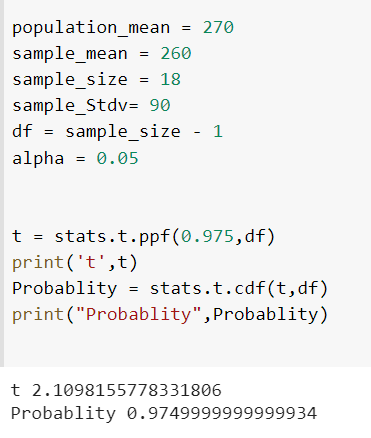 population_mean = 270
sample_mean = 260
sample_size = 18
sample_Stdv= 90
df = sample_size - 1
alpha = 0.05
t = stats.t.ppf(0.975,df)
print('t',t)
Probablity = stats.t.cdf(t,df)
print("Probablity",Probablity)
t 2.1098155778331806
Probablity 0.9749999999999934